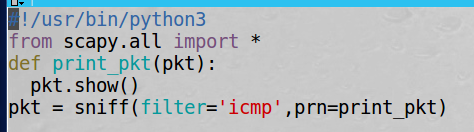 #!/usr/bin/python3
from scapy.all import *
def print_pkt(pkt):
  pkt.show()
pkt = sniff(filter='icmp',prn=print_pkt)